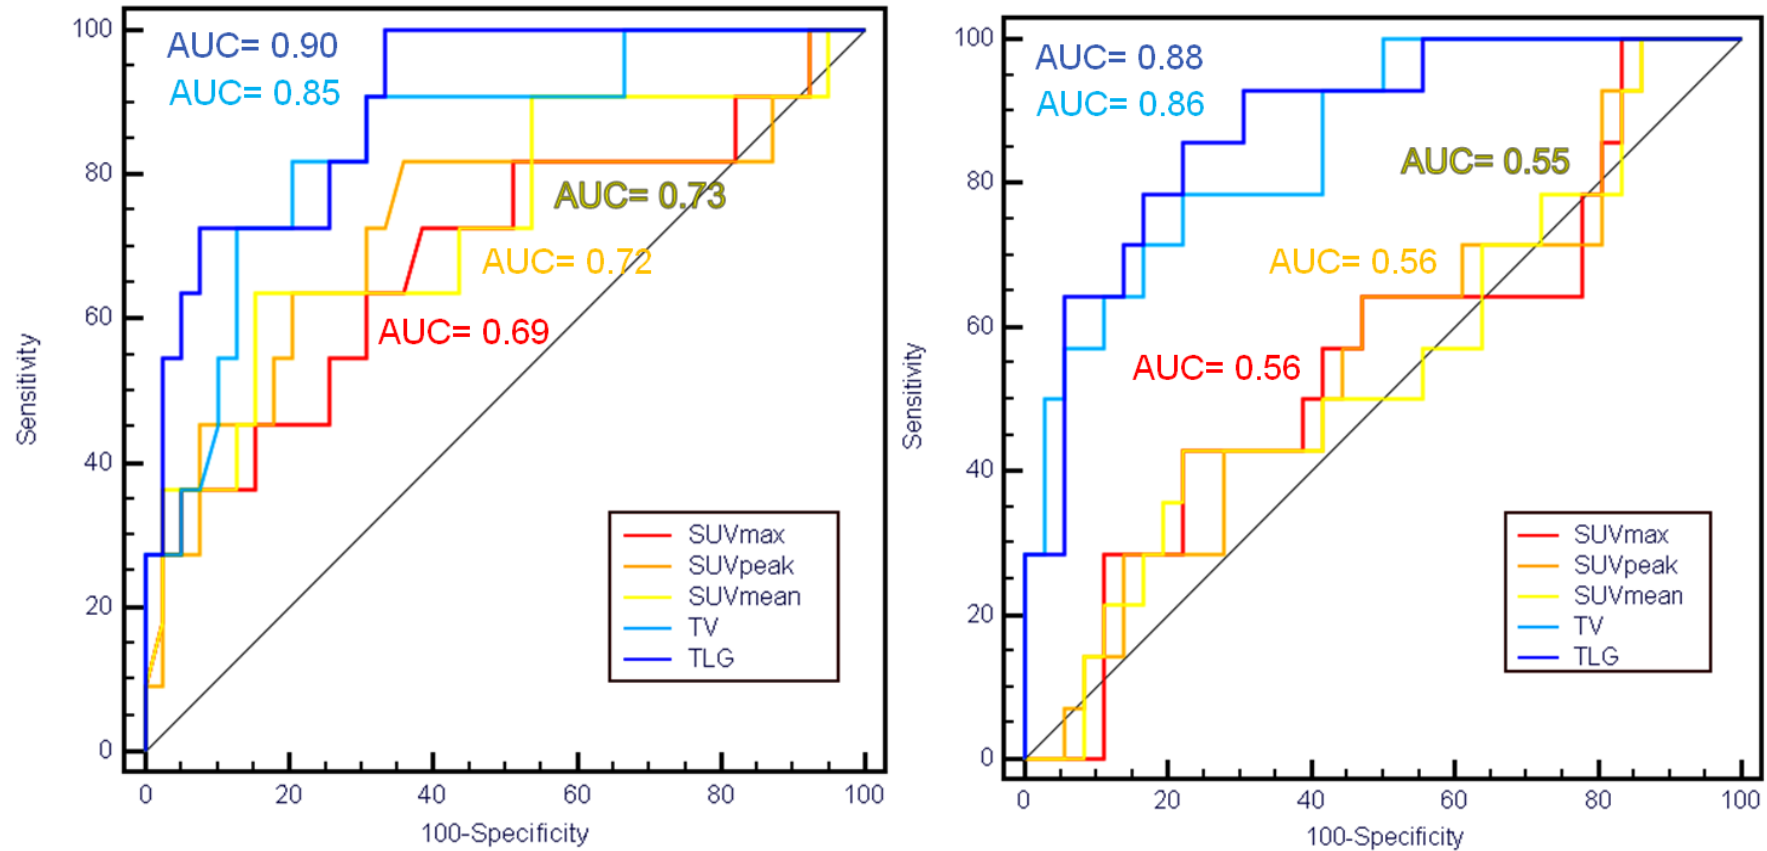 AUC= 0.90
AUC= 0.85
AUC= 0.73
AUC= 0.72
AUC= 0.69
100
80
60
40
20
0
Sensitivity
SUVmax
SUVpeak
SUVmean
TV
TLG
0 20 40 60 80 100
100-Specificity
AUC= 0.88
AUC= 0.86
AUC= 0.55
AUC= 0.56
AUC= 0.56
100
80
60
40
20
0
Sensitivity
SUVmax
SUVpeak
SUVmean
TV
TLG
0 20 40 60 80 100
100-Specificity